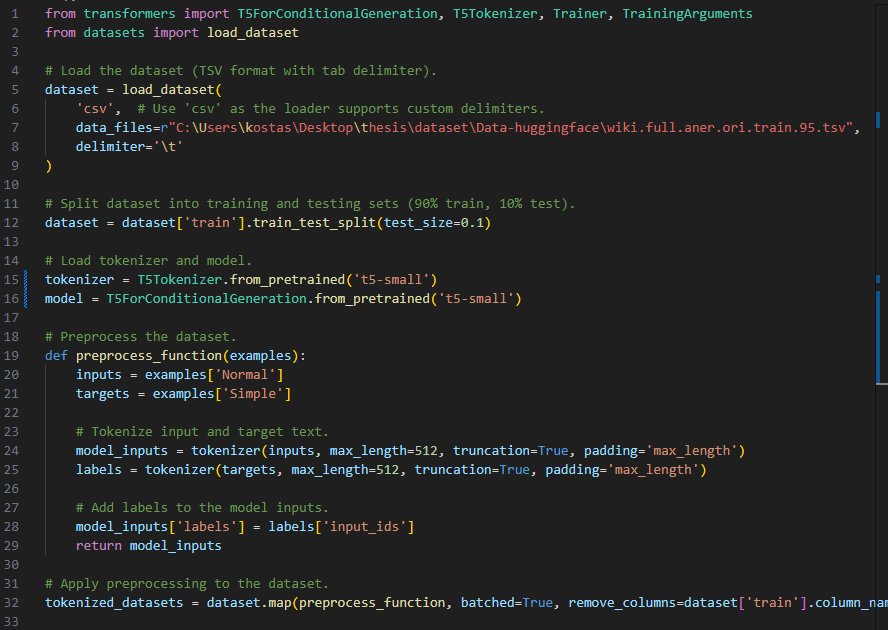 1 from transformers import T5ForConditionalGeneration, T5Tokenizer, Trainer, TrainingArguments
2 from datasets import load_dataset
3
4 # Load the dataset (TSV format with tab delimiter).
5 dataset = load_dataset(
6     'csv',  # Use 'csv' as the loader supports custom delimiters.
7     data_files=r"C:\Users\kostas\Desktop\thesis\dataset\Data-huggingface\wiki.full.aner.ori.train.95.tsv",
8     delimiter='\t'
9 )
10
11 # Split dataset into training and testing sets (90% train, 10% test).
12 dataset = dataset['train'].train_test_split(test_size=0.1)
13
14 # Load tokenizer and model.
15 tokenizer = T5Tokenizer.from_pretrained('t5-small')
16 model = T5ForConditionalGeneration.from_pretrained('t5-small')
17
18 # Preprocess the dataset.
19 def preprocess_function(examples):
20     inputs = examples['Normal']
21     targets = examples['Simple']
22
23     # Tokenize input and target text.
24     model_inputs = tokenizer(inputs, max_length=512, truncation=True, padding='max_length')
25     labels = tokenizer(targets, max_length=512, truncation=True, padding='max_length')
26
27     # Add labels to the model inputs.
28     model_inputs['labels'] = labels['input_ids']
29     return model_inputs
30
31 # Apply preprocessing to the dataset.
32 tokenized_datasets = dataset.map(preprocess_function, batched=True, remove_columns=dataset['train'].column_na
33